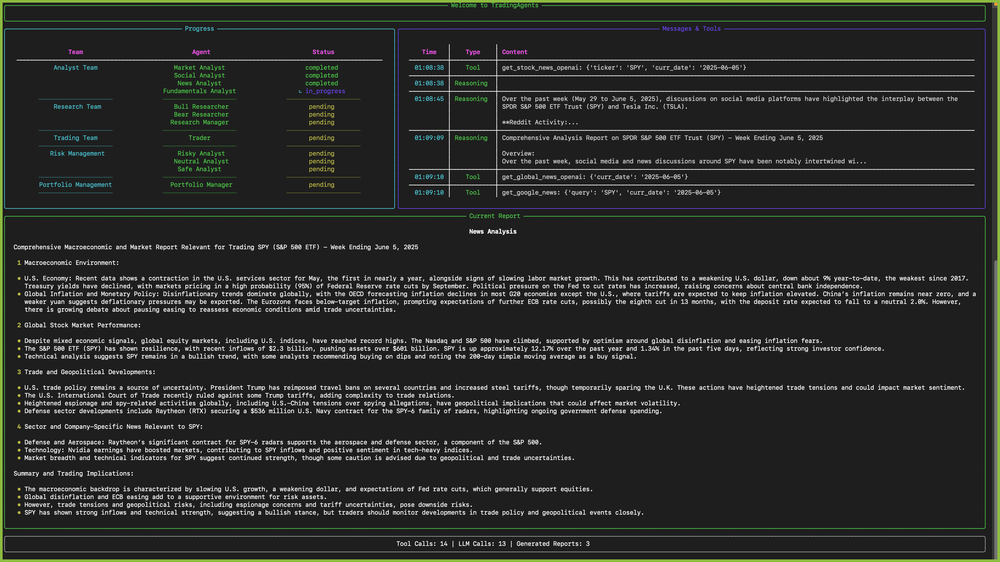 Welcome to TradingAgents
Progress
Team Agent Status
Analyst Team Market Analyst completed
Social Analyst completed
News Analyst completed
Fundamentals Analyst in_progress
Research Team Bull Researcher pending
Bear Researcher pending
Research Manager pending
Trading Team Trader pending
Risk Management Risky Analyst pending
Neutral Analyst pending
Safe Analyst pending
Portfolio Management Portfolio Manager pending
Messages & Tools
Time Type Content
01:08:38 Tool get_stock_news_openai: {'ticker': 'SPY', 'curr_date': '2025-06-05'}
01:08:38 Reasoning
01:08:45 Reasoning Over the past week (May 29 to June 5, 2025), discussions on social media platforms have highlighted the interplay between the
SPDR S&P 500 ETF Trust (SPY) and Tesla Inc. (TSLA).
**Reddit Activity:...
01:09:09 Reasoning Comprehensive Analysis Report on SPDR S&P 500 ETF Trust (SPY) – Week Ending June 5, 2025
Overview:
Over the past week, social media and news discussions around SPY have been notably intertwined wi...
01:09:10 Tool get_global_news_openai: {'curr_date': '2025-06-05'}
01:09:10 Tool get_google_news: {'query': 'SPY', 'curr_date': '2025-06-05'}
Current Report
News Analysis
Comprehensive Macroeconomic and Market Report Relevant for Trading SPY (S&P 500 ETF) – Week Ending June 5, 2025
1 Macroeconomic Environment:
• U.S. Economy: Recent data shows a contraction in the U.S. services sector for May, the first in nearly a year, alongside signs of slowing labor market growth. This has contributed to a weakening U.S. dollar, down about 9% year-to-date, the weakest since 2017.
Treasury yields have declined, with markets pricing in a high probability (95%) of Federal Reserve rate cuts by September. Political pressure on the Fed to cut rates has increased, raising concerns about central bank independence.
• Global Inflation and Monetary Policy: Disinflationary trends dominate globally, with the OECD forecasting inflation declines in most G20 economies except the U.S., where tariffs are expected to keep inflation elevated. China’s inflation remains near zero, and a
weaker yuan suggests deflationary pressures may be exported. The Eurozone faces below-target inflation, prompting expectations of further ECB rate cuts, possibly the eighth cut in 13 months, with the deposit rate expected to fall to a neutral 2.0%. However,
there is growing debate about pausing easing to reassess economic conditions amid trade uncertainties.
2 Global Stock Market Performance:
• Despite mixed economic signals, global equity markets, including U.S. indices, have reached record highs. The Nasdaq and S&P 500 have climbed, supported by optimism around global disinflation and easing inflation fears.
• The S&P 500 ETF (SPY) has shown resilience, with recent inflows of $2.3 billion, pushing assets over $601 billion. SPY is up approximately 12.17% over the past year and 1.34% in the past five days, reflecting strong investor confidence.
• Technical analysis suggests SPY remains in a bullish trend, with some analysts recommending buying on dips and noting the 200-day simple moving average as a buy signal.
3 Trade and Geopolitical Developments:
• U.S. trade policy remains a source of uncertainty. President Trump has reimposed travel bans on several countries and increased steel tariffs, though temporarily sparing the U.K. These actions have heightened trade tensions and could impact market sentiment.
• The U.S. International Court of Trade recently ruled against some Trump tariffs, adding complexity to trade relations.
• Heightened espionage and spy-related activities globally, including U.S.-China tensions over spying allegations, have geopolitical implications that could affect market volatility.
• Defense sector developments include Raytheon (RTX) securing a $536 million U.S. Navy contract for the SPY-6 family of radars, highlighting ongoing government defense spending.
4 Sector and Company-Specific News Relevant to SPY:
• Defense and Aerospace: Raytheon’s significant contract for SPY-6 radars supports the aerospace and defense sector, a component of the S&P 500.
• Technology: Nvidia earnings have boosted markets, contributing to SPY inflows and positive sentiment in tech-heavy indices.
• Market breadth and technical indicators for SPY suggest continued strength, though some caution is advised due to geopolitical and trade uncertainties.
Summary and Trading Implications:
• The macroeconomic backdrop is characterized by slowing U.S. growth, a weakening dollar, and expectations of Fed rate cuts, which generally support equities.
• Global disinflation and ECB easing add to a supportive environment for risk assets.
• However, trade tensions and geopolitical risks, including espionage concerns and tariff uncertainties, pose downside risks.
• SPY has shown strong inflows and technical strength, suggesting a bullish stance, but traders should monitor developments in trade policy and geopolitical events closely.
Tool Calls: 14 | LLM Calls: 13 | Generated Reports: 3